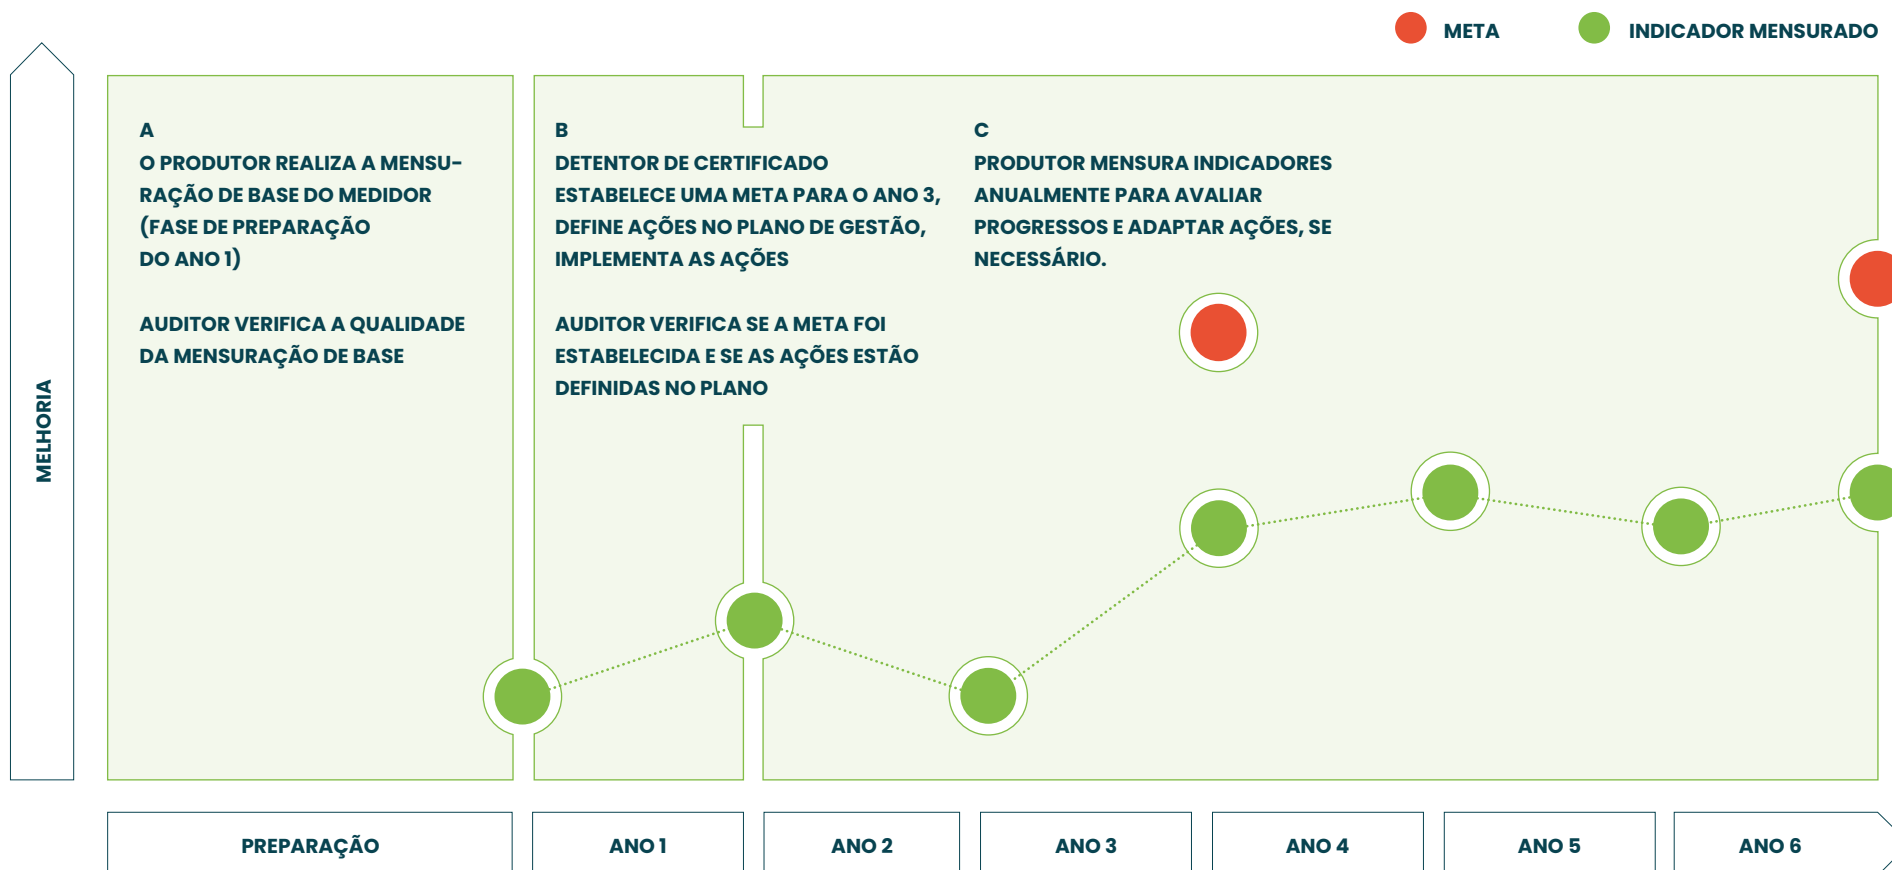 META
INDICADOR MENSURADO
A
O PRODUTOR REALIZA A MENSU-
RAÇÃO DE BASE DO MEDIDOR
(FASE DE PREPARAÇÃO
DO ANO 1)
AUDITOR VERIFICA A QUALIDADE
DA MENSURAÇÃO DE BASE
B
DETENTOR DE CERTIFICADO
ESTABELECE UMA META PARA O ANO 3,
DEFINE AÇÕES NO PLANO DE GESTÃO,
IMPLEMENTA AS AÇÕES
AUDITOR VERIFICA SE A META FOI
ESTABELECIDA E SE AS AÇÕES ESTÃO
DEFINIDAS NO PLANO
C
PRODUTOR MENSURA INDICADORES
ANUALMENTE PARA AVALIAR
PROGRESSOS E ADAPTAR AÇÕES, SE
NECESSÁRIO.
MELHORIA
PREPARAÇÃO
ANO 1
ANO 2
ANO 3
ANO 4
ANO 5
ANO 6